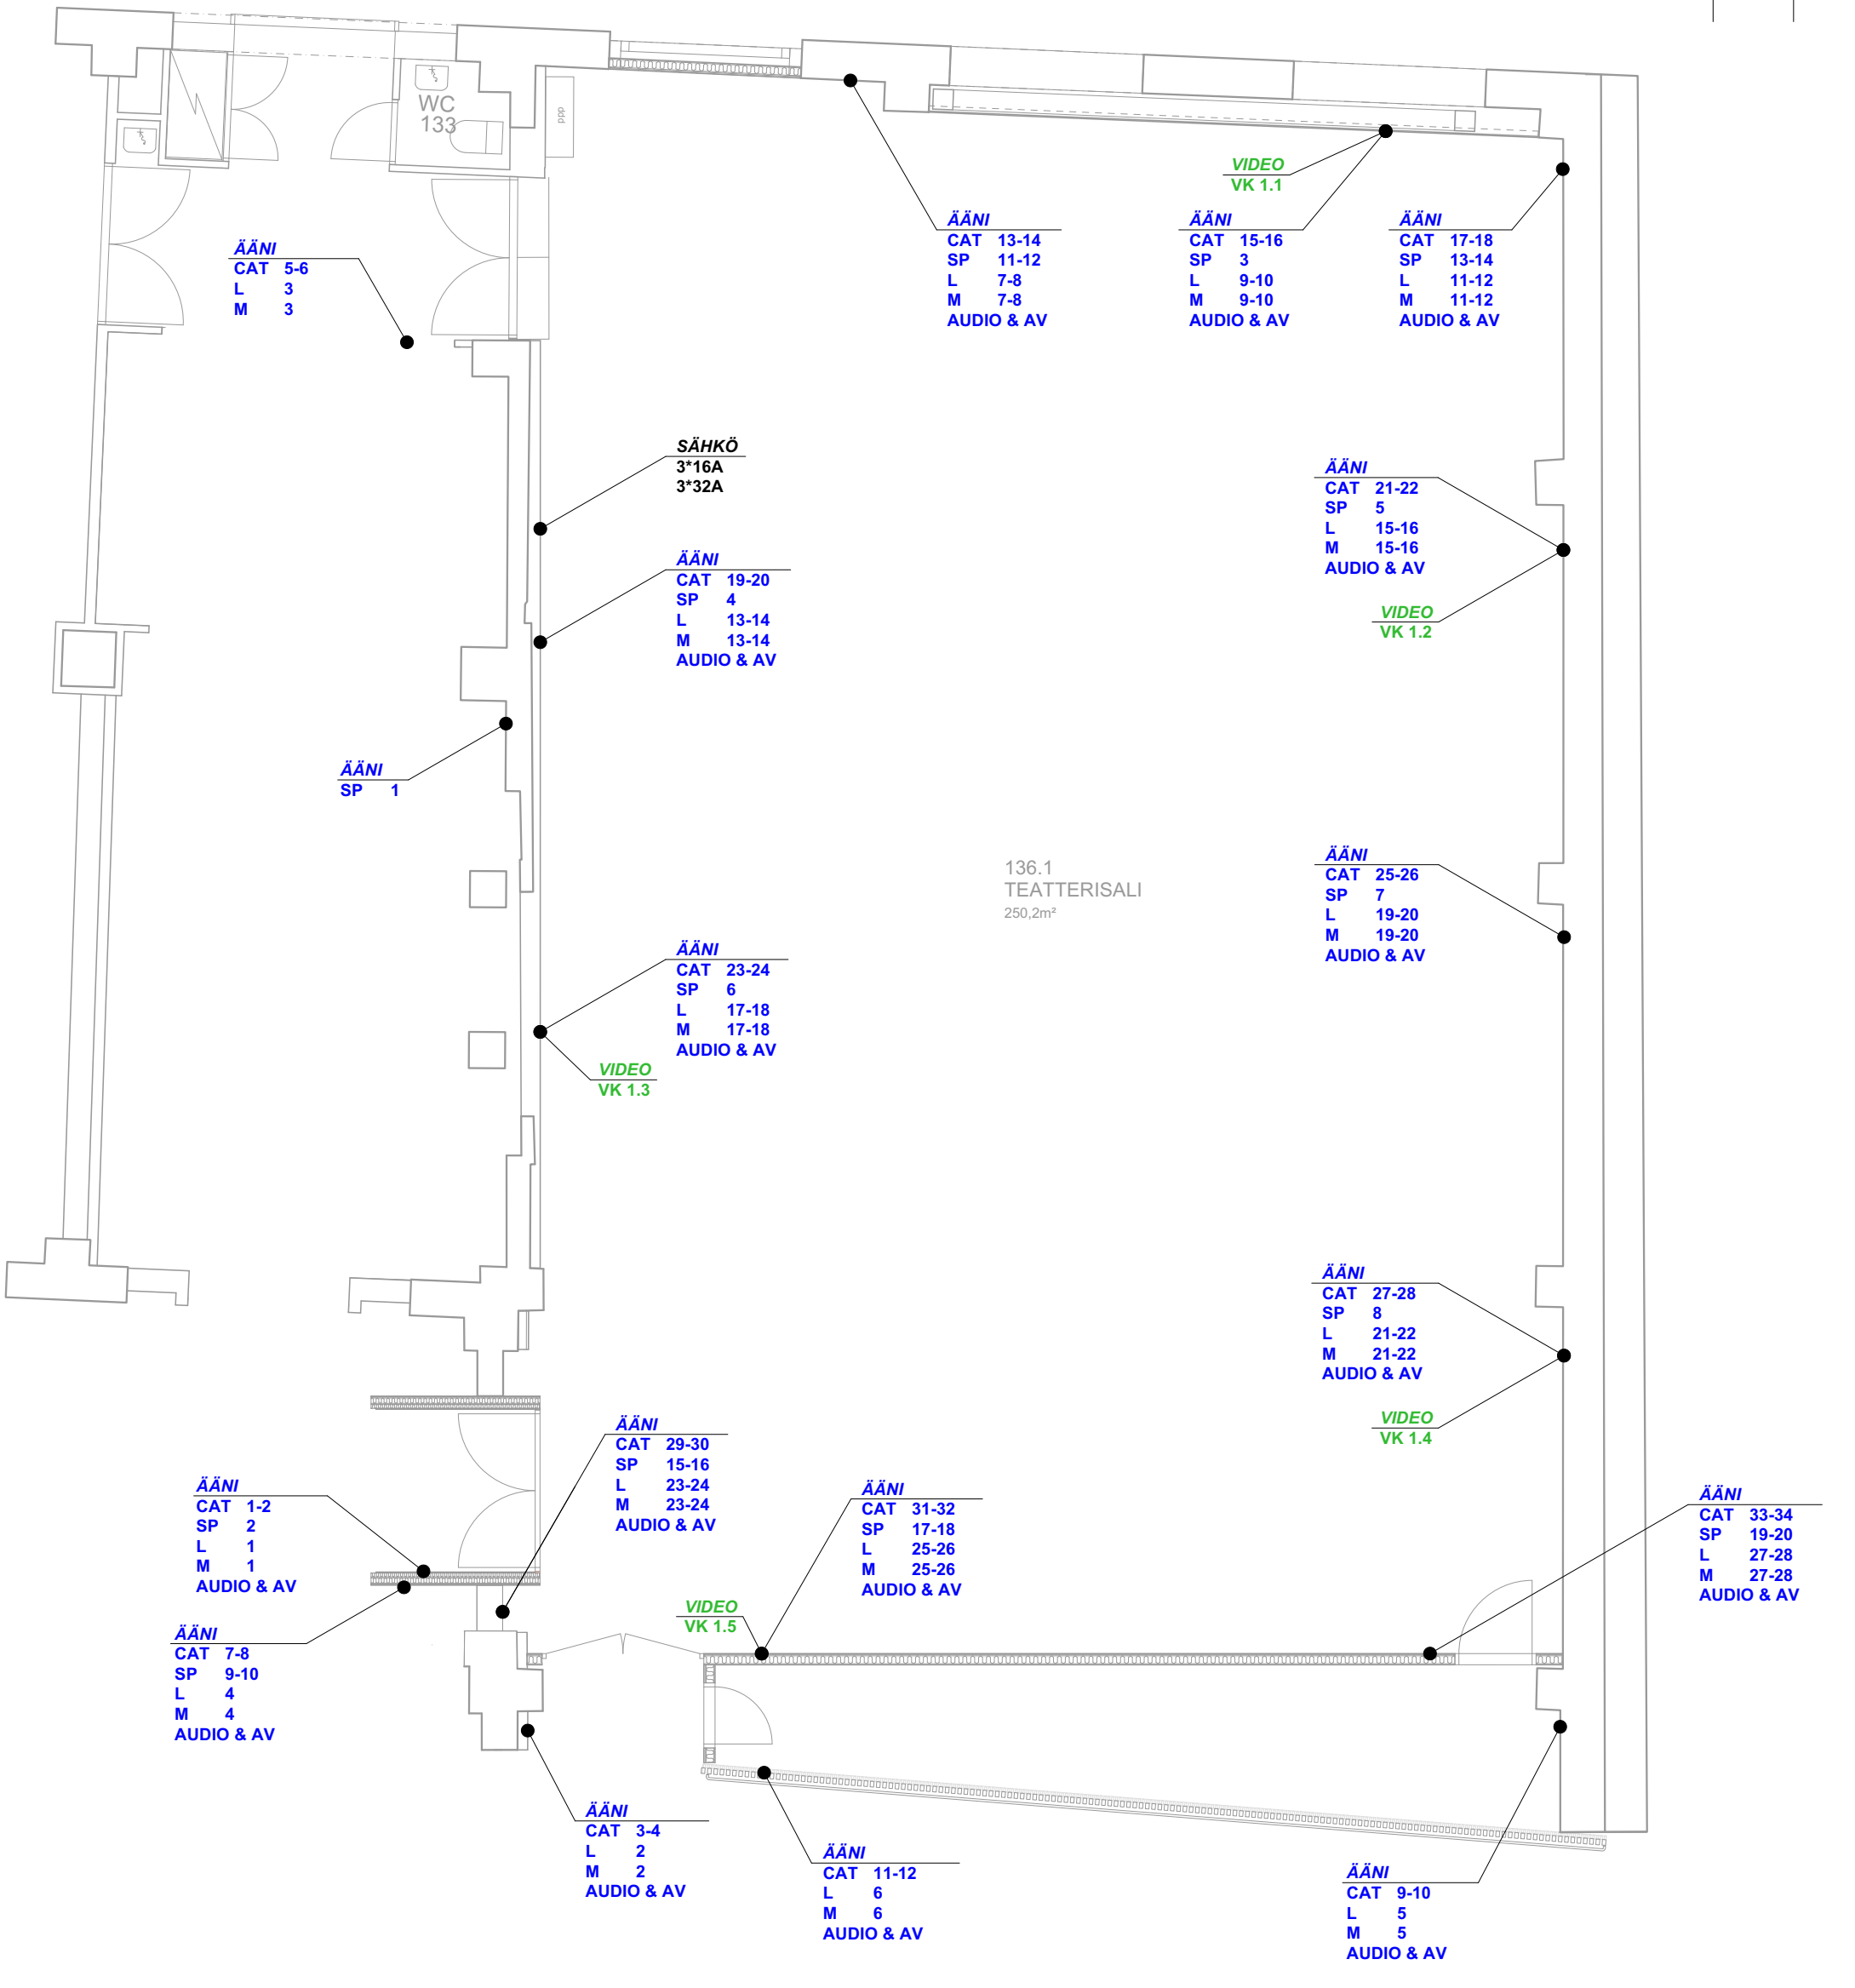 WC
133
ÄÄNI
CAT 5-6
L 3
M 3
VIDEO
VK 1.1
ÄÄNI
CAT 13-14
SP 11-12
L 7-8
M 7-8
AUDIO & AV
ÄÄNI
CAT 15-16
SP 3
L 9-10
M 9-10
AUDIO & AV
ÄÄNI
CAT 17-18
SP 13-14
L 11-12
M 11-12
AUDIO & AV
SÄHKÖ
3*16A
3*32A
ÄÄNI
CAT 21-22
SP 5
L 15-16
M 15-16
AUDIO & AV
VIDEO
VK 1.2
ÄÄNI
CAT 19-20
SP 4
L 13-14
M 13-14
AUDIO & AV
ÄÄNI
SP 1
136.1
TEATTERISALI
250,2m²
ÄÄNI
CAT 25-26
SP 7
L 19-20
M 19-20
AUDIO & AV
ÄÄNI
CAT 23-24
SP 6
L 17-18
M 17-18
AUDIO & AV
VIDEO
VK 1.3
ÄÄNI
CAT 27-28
SP 8
L 21-22
M 21-22
AUDIO & AV
VIDEO
VK 1.4
ÄÄNI
CAT 29-30
SP 15-16
L 23-24
M 23-24
AUDIO & AV
ÄÄNI
CAT 1-2
SP 2
L 1
M 1
AUDIO & AV
ÄÄNI
CAT 31-32
SP 17-18
L 25-26
M 25-26
AUDIO & AV
ÄÄNI
CAT 33-34
SP 19-20
L 27-28
M 27-28
AUDIO & AV
VIDEO
VK 1.5
ÄÄNI
CAT 7-8
SP 9-10
L 4
M 4
AUDIO & AV
ÄÄNI
CAT 3-4
L 2
M 2
AUDIO & AV
ÄÄNI
CAT 11-12
L 6
M 6
AUDIO & AV
ÄÄNI
CAT 9-10
L 5
M 5
AUDIO & AV